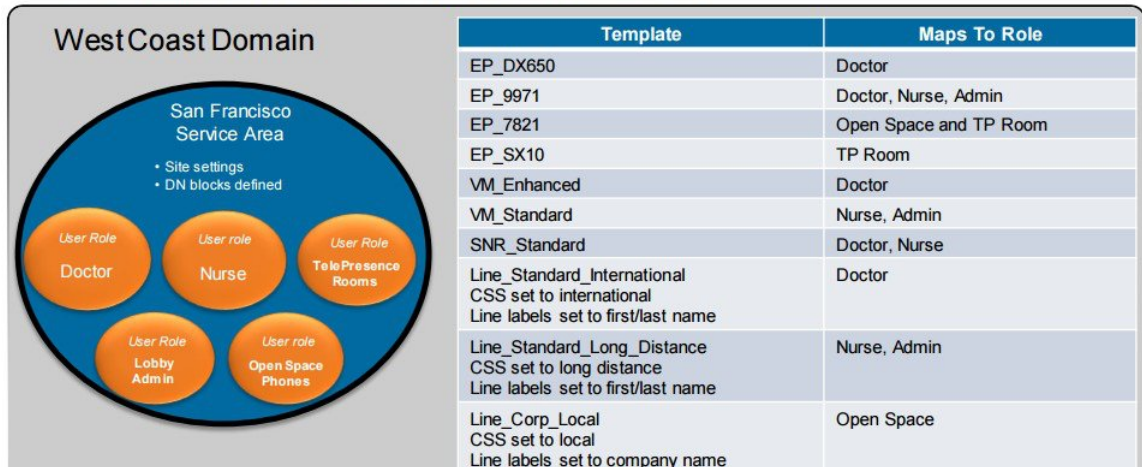 WestCoast Domain
San Francisco
Service Area
• Site settings
• DN blocks defined
User Role
Doctor
User role
Nurse
User Role
TelePresence
Rooms
User Role
Lobby
Admin
User role
Open Space
Phones
Template Maps To Role
EP_DX650 Doctor
EP_9971 Doctor, Nurse, Admin
EP_7821 Open Space and TP Room
EP_SX10 TP Room
VM_Enhanced Doctor
VM_Standard Nurse, Admin
SNR_Standard Doctor, Nurse
Line_Standard_International Doctor
CSS set to international
Line labels set to first/last name
Line_Standard_Long_Distance Nurse, Admin
CSS set to long distance
Line labels set to first/last name
Line_Corp_Local Open Space
CSS set to local
Line labels set to company name